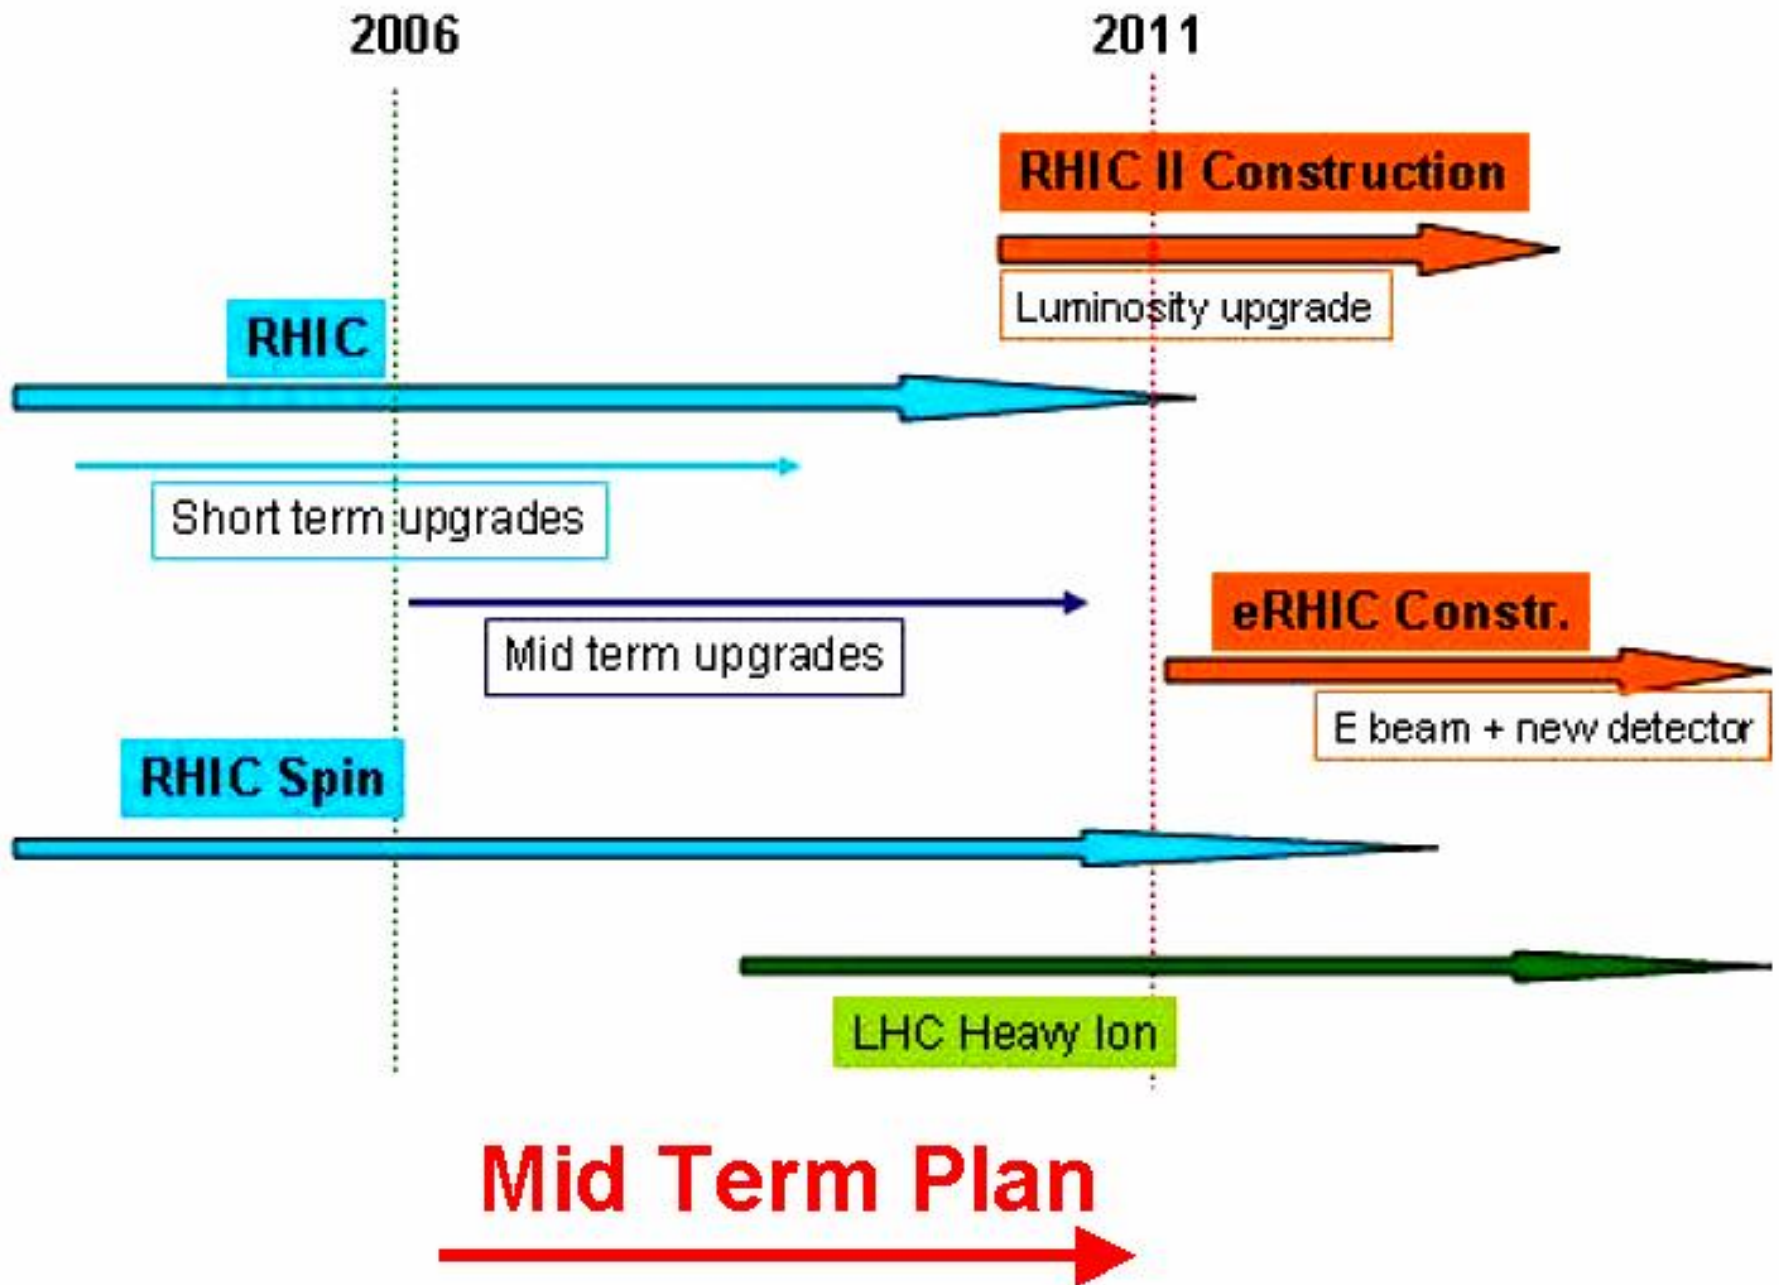 2006
2011
RHIC II Construction
Luminosity upgrade
RHIC
Short term upgrades
Mid term upgrades
eRHIC Constr.
E beam + new detector
RHIC Spin
LHC Heavy Ion
Mid Term Plan